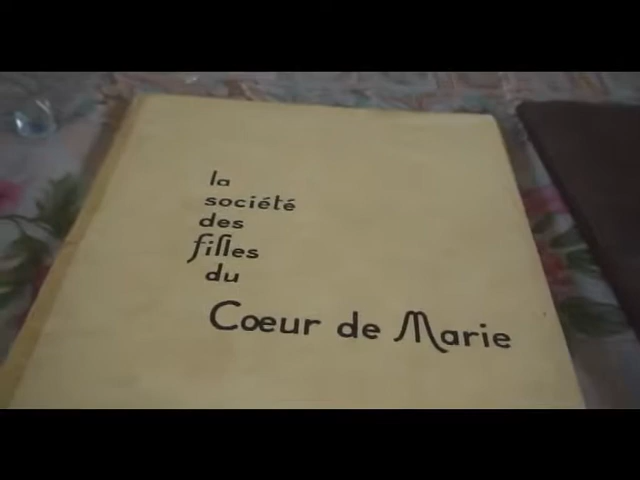 la
société
des
filles
du
Coeur de Marie